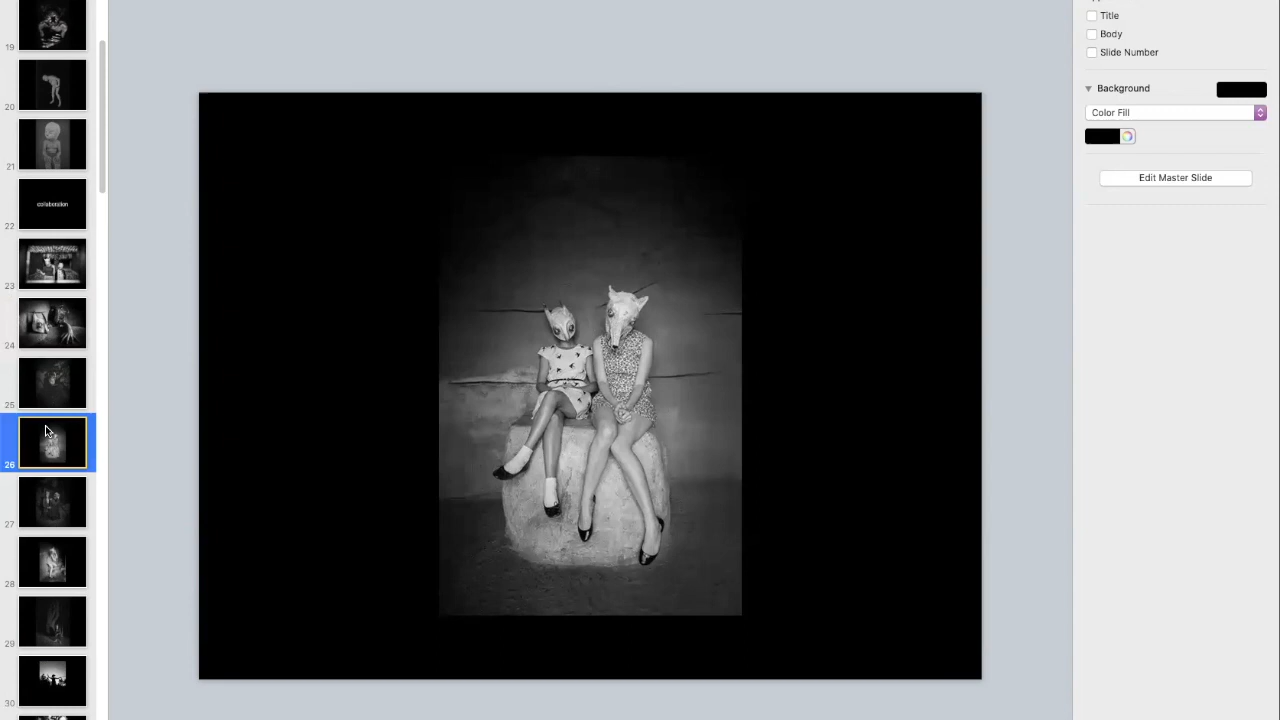 19
20
21
collaboration
22
23
24
25
26
27
28
29
30
Title
Body
Slide Number
Background
Color Fill
Edit Master Slide